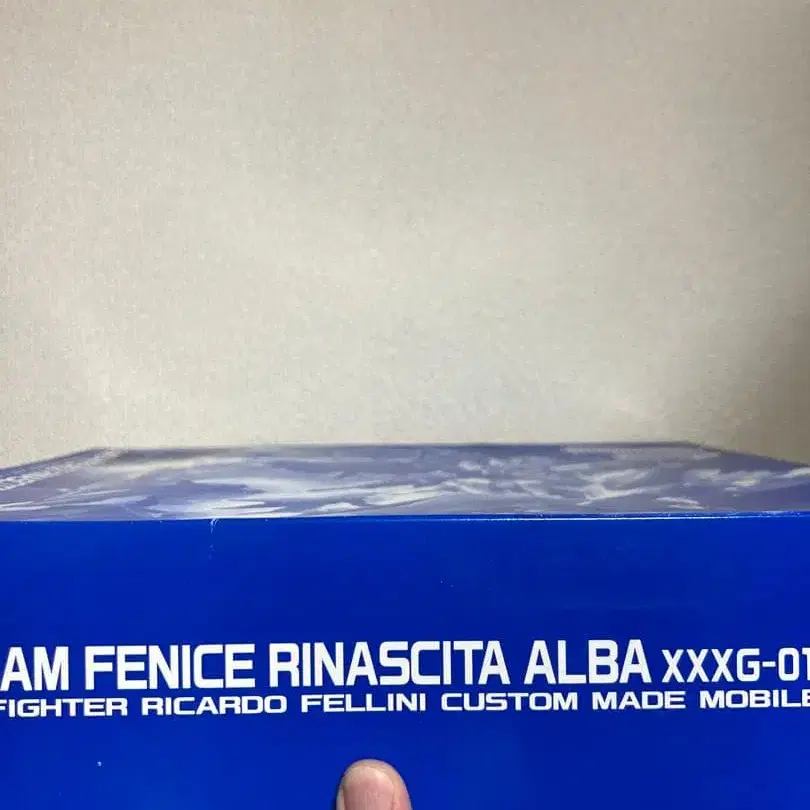 AM FENICE RINASCITA ALBA XXXG-01
FIGHTER RICARDO FELLINI CUSTOM MADE MOBILE